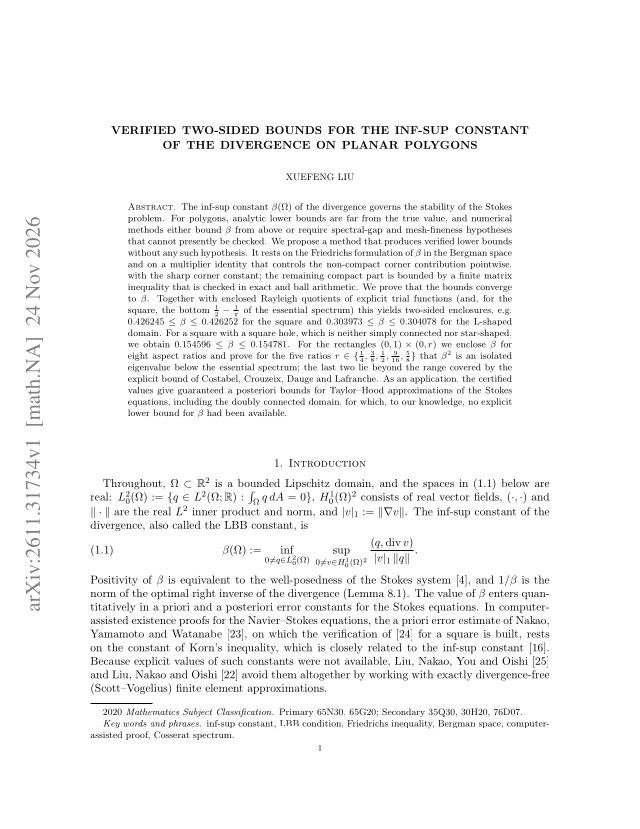 VERIFIED TWO-SIDED BOUNDS FOR THE INF-SUP CONSTANT
OF THE DIVERGENCE ON PLANAR POLYGONS
XUEFENG LIU
Abstract. The inf-sup constant β(Ω) of the divergence governs the stability of the Stokes
problem. For polygons, analytic lower bounds are far from the true value, and numerical
methods either bound β from above or require spectral-gap and mesh-fineness hypotheses
that cannot presently be checked. We propose a method that produces verified lower bounds
without any such hypothesis. It rests on the Friedrichs formulation of β in the Bergman space
and on a multiplier identity that controls the non-compact corner contribution pointwise,
with the sharp corner constant; the remaining compact part is bounded by a finite matrix
inequality that is checked in exact and ball arithmetic. We prove that the bounds converge
to β. Together with enclosed Rayleigh quotients of explicit trial functions (and, for the
square, the bottom 1/2 − 1/π of the essential spectrum) this yields two-sided enclosures, e.g.
0.426245 ≤ β ≤ 0.426252 for the square and 0.303973 ≤ β ≤ 0.304078 for the L-shaped
domain. For a square with a square hole, which is neither simply connected nor star-shaped,
we obtain 0.154596 ≤ β ≤ 0.154781. For the rectangles (0, 1) × (0, r) we enclose β for
eight aspect ratios and prove for the five ratios r ∈ {1/4, 3/8, 1/2, 9/16, 5/8} that β² is an isolated
eigenvalue below the essential spectrum; the last two lie beyond the range covered by the
explicit bound of Costabel, Crouzeix, Dauge and Lafranche. As an application, the certified
values give guaranteed a posteriori bounds for Taylor–Hood approximations of the Stokes
equations, including the doubly connected domain, for which, to our knowledge, no explicit
lower bound for β had been available.
1. Introduction
Throughout, Ω ⊂ ℝ² is a bounded Lipschitz domain, and the spaces in (1.1) below are
real: L²₀(Ω) := {q ∈ L²(Ω; ℝ) : ∫_Ω q dA = 0}, H¹₀(Ω)² consists of real vector fields, (·, ·) and
‖ · ‖ are the real L² inner product and norm, and |v|₁ := ‖∇v‖. The inf-sup constant of the
divergence, also called the LBB constant, is
(1.1) β(Ω) := inf_{0≠q∈L²₀(Ω)} sup_{0≠v∈H¹₀(Ω)²} (q, div v) / (|v|₁ ‖q‖).
Positivity of β is equivalent to the well-posedness of the Stokes system [4], and 1/β is the
norm of the optimal right inverse of the divergence (Lemma 8.1). The value of β enters quan-
titatively in a priori and a posteriori error constants for the Stokes equations. In computer-
assisted existence proofs for the Navier–Stokes equations, the a priori error estimate of Nakao,
Yamamoto and Watanabe [23], on which the verification of [24] for a square is built, rests
on the constant of Korn's inequality, which is closely related to the inf-sup constant [16].
Because explicit values of such constants were not available, Liu, Nakao, You and Oishi [25]
and Liu, Nakao and Oishi [22] avoid them altogether by working with exactly divergence-free
(Scott–Vogelius) finite element approximations.
2020 Mathematics Subject Classification. Primary 65N30. 65G20; Secondary 35Q30, 30H20, 76D07.
Key words and phrases. inf-sup constant, LBB condition, Friedrichs inequality, Bergman space, computer-
assisted proof, Cosserat spectrum.
1
arXiv:2611.31734v1 [math.NA] 24 Nov 2026